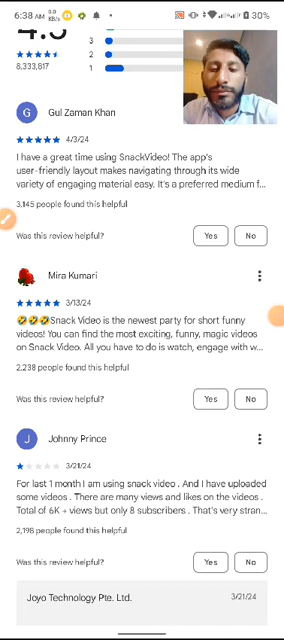 6:38 AM
0.0
KB/s
30%
4.5
3
2
8,333,817
1
G
Gul Zaman Khan
4/3/24
I have a great time using SnackVideo! The app's
user-friendly layout makes navigating through its wide
variety of engaging material easy. It's a preferred medium f...
3,145 people found this helpful
Was this review helpful?
Yes
No
Mira Kumari
3/13/24
🤣🤣🤣Snack Video is the newest party for short funny
videos! You can find the most exciting, funny, magic videos
on Snack Video. All you have to do is watch, engage with w...
2,238 people found this helpful
Was this review helpful?
Yes
No
J
Johnny Prince
3/21/24
For last 1 month I am using snack video . And I have uploaded
some videos . There are many views and likes on the videos .
Total of 6K + views but only 8 subscribers . That's very stran...
2,198 people found this helpful
Was this review helpful?
Yes
No
Joyo Technology Pte. Ltd.
3/21/24